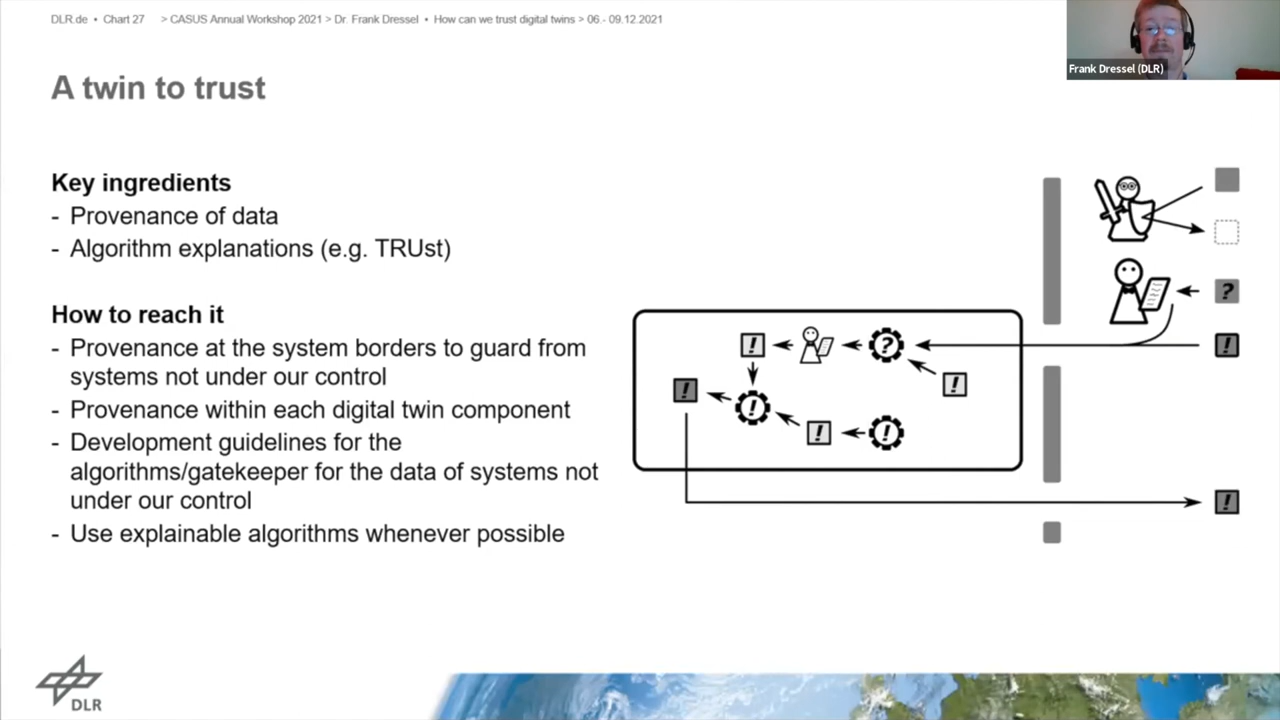 DLR.de • Chart 27 > CASUS Annual Workshop 2021 > Dr. Frank Dressel • How can we trust digital twins > 06.- 09.12.2021
Frank Dressel (DLR)
A twin to trust
Key ingredients
- Provenance of data
- Algorithm explanations (e.g. TRUst)
How to reach it
- Provenance at the system borders to guard from
systems not under our control
- Provenance within each digital twin component
- Development guidelines for the
algorithms/gatekeeper for the data of systems not
under our control
- Use explainable algorithms whenever possible
?
!
! ?
!
!
!
! !
!
DLR